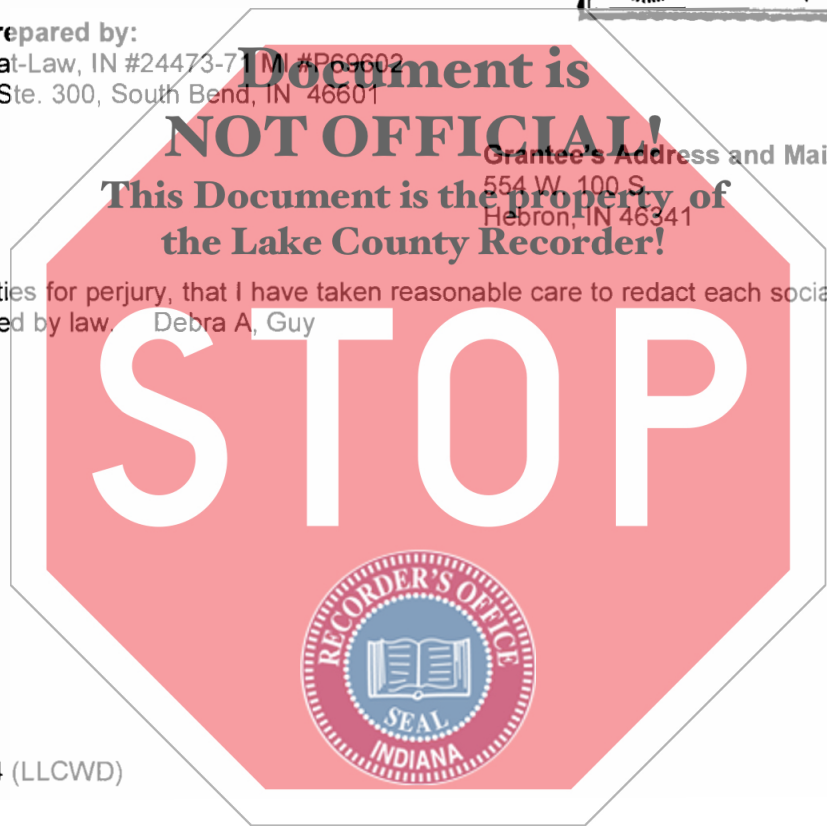 repared by:
at-Law, IN #24473-71 MI #P69602
Ste. 300, South Bend, IN 46601
Document is
NOT OFFICIAL!
This Document is the property of
the Lake County Recorder!
Grantee's Address and Mai
554 W. 100 S.
Hebron, IN 46341
ties for perjury, that I have taken reasonable care to redact each socia
ed by law. Debra A, Guy
STOP
RECORDER'S OFFICE
SEAL
INDIANA
(LLCWD)